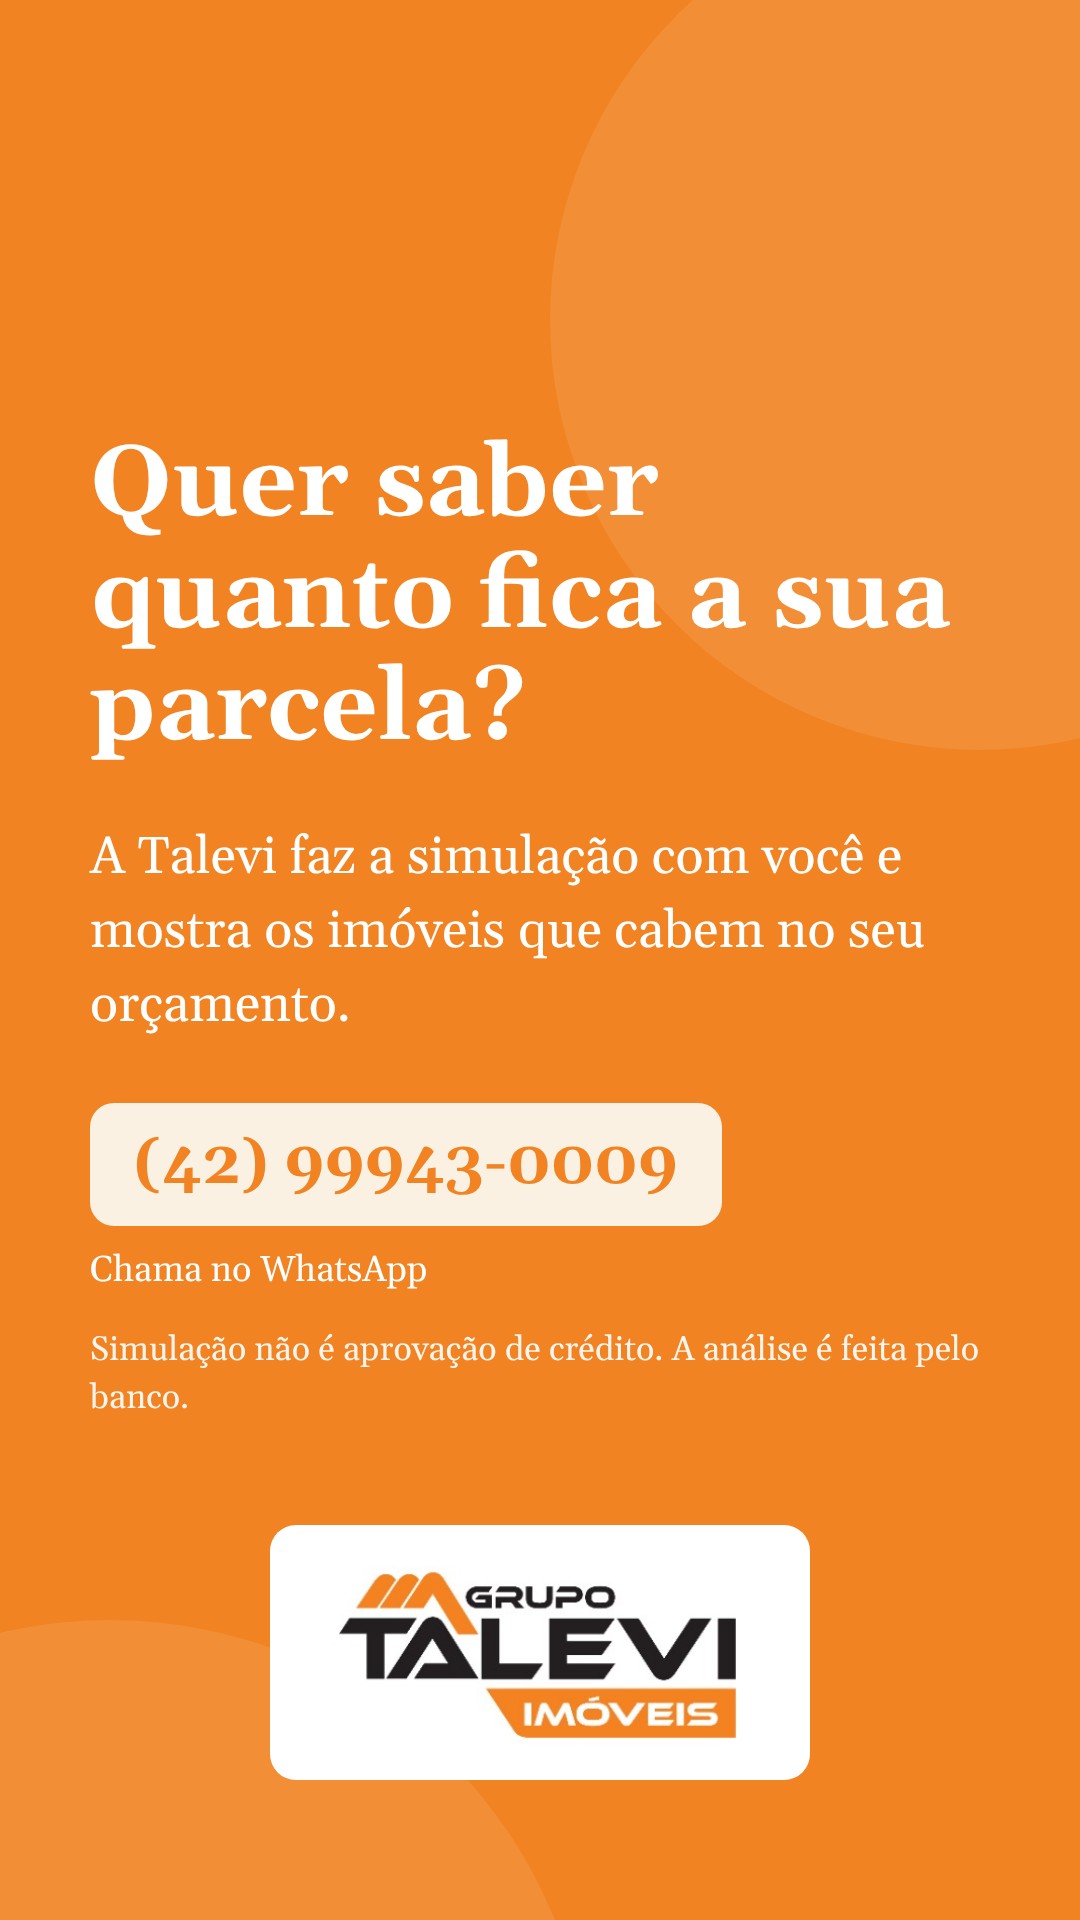 Quer saber
quanto fica a sua
parcela?
A Talevi faz a simulação com você e
mostra os imóveis que cabem no seu
orçamento.
(42) 99943-0009
Chama no WhatsApp
Simulação não é aprovação de crédito. A análise é feita pelo
banco.
GRUPO
TALEVI
IMÓVEIS